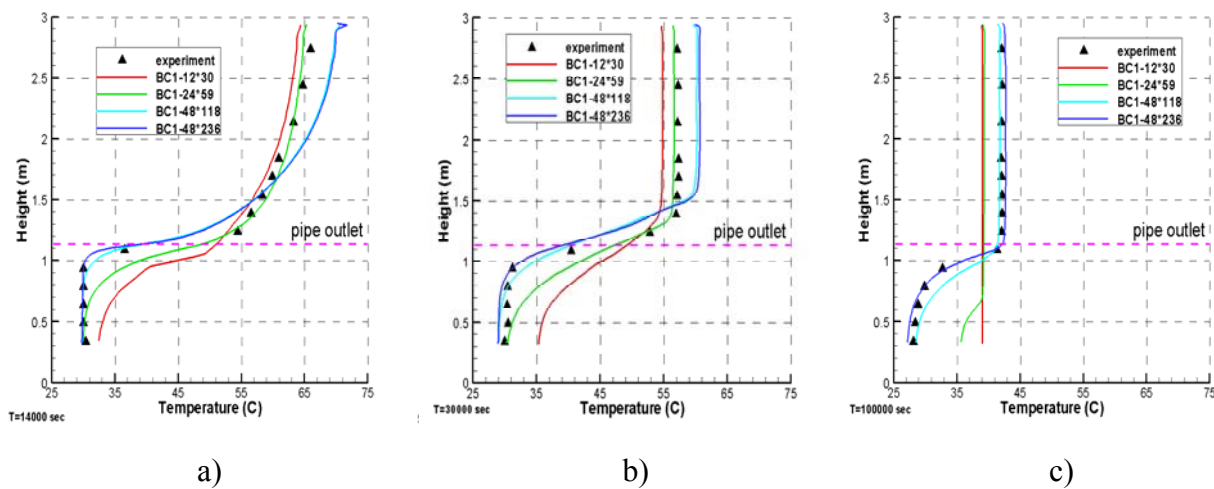 3
2.5
2
1.5
1
0.5
0
Height (m)
experiment
BC1-12*30
BC1-24*59
BC1-48*118
BC1-48*236
pipe outlet
25 35 45 55 65 75
Temperature (C)
T=14000 sec
a)
3
2.5
2
1.5
1
0.5
0
Height (m)
experiment
BC1-12*30
BC1-24*59
BC1-48*118
BC1-48*236
pipe outlet
25 35 45 55 65 75
Temperature (C)
T=30000 sec
b)
3
2.5
2
1.5
1
0.5
0
Height (m)
experiment
BC1-12*30
BC1-24*59
BC1-48*118
BC1-48*236
pipe outlet
25 35 45 55 65 75
Temperature (C)
T=100000 sec
c)